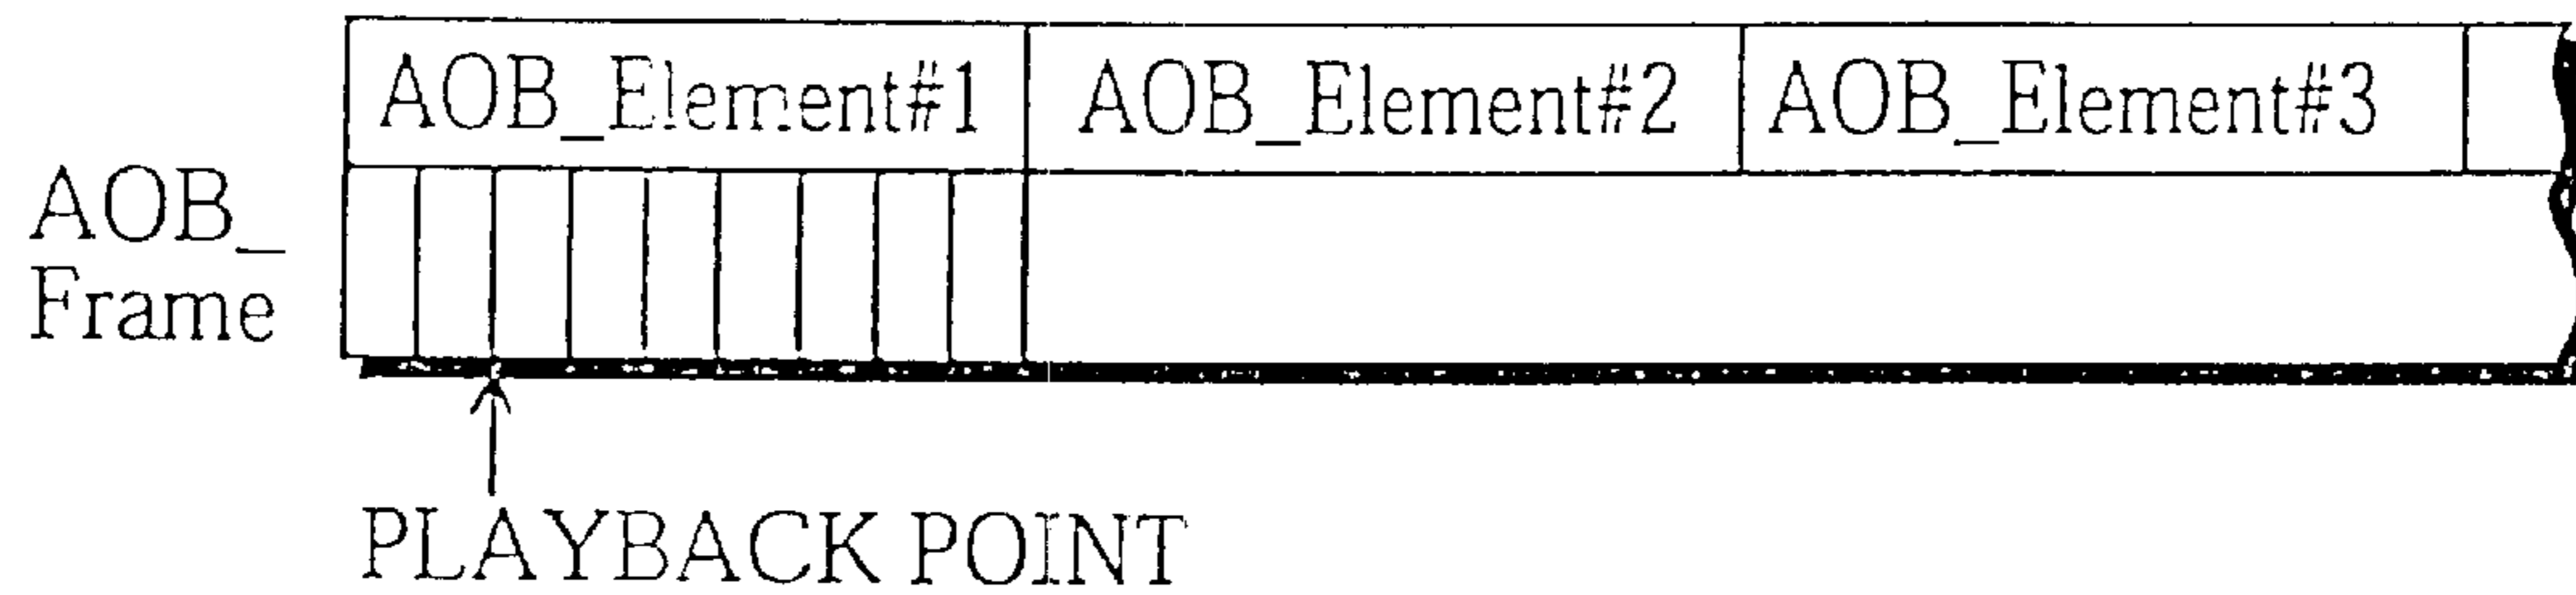 AOB_Element#1 AOB_Element#2 AOB_Element#3
AOB_
Frame
PLAYBACK POINT